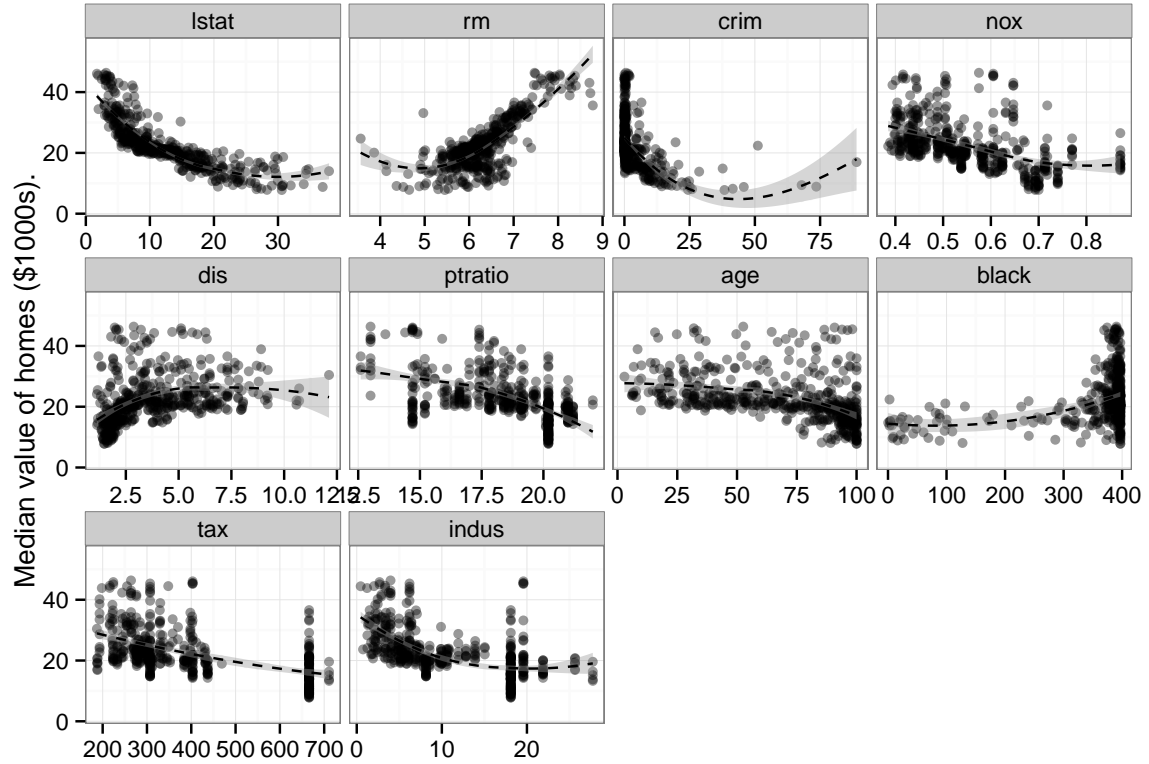 Median value of homes ($1000s).
lstat rm crim nox
40
20
0
0 10 20 30 4 5 6 7 8 9 0 25 50 75 0.4 0.5 0.6 0.7 0.8
dis ptratio age black
40
20
0
2.5 5.0 7.5 10.0 12.5 12.5 15.0 17.5 20.0 0 25 50 75 100 0 100 200 300 400
tax indus
40
20
0
200 300 400 500 600 700 0 10 20